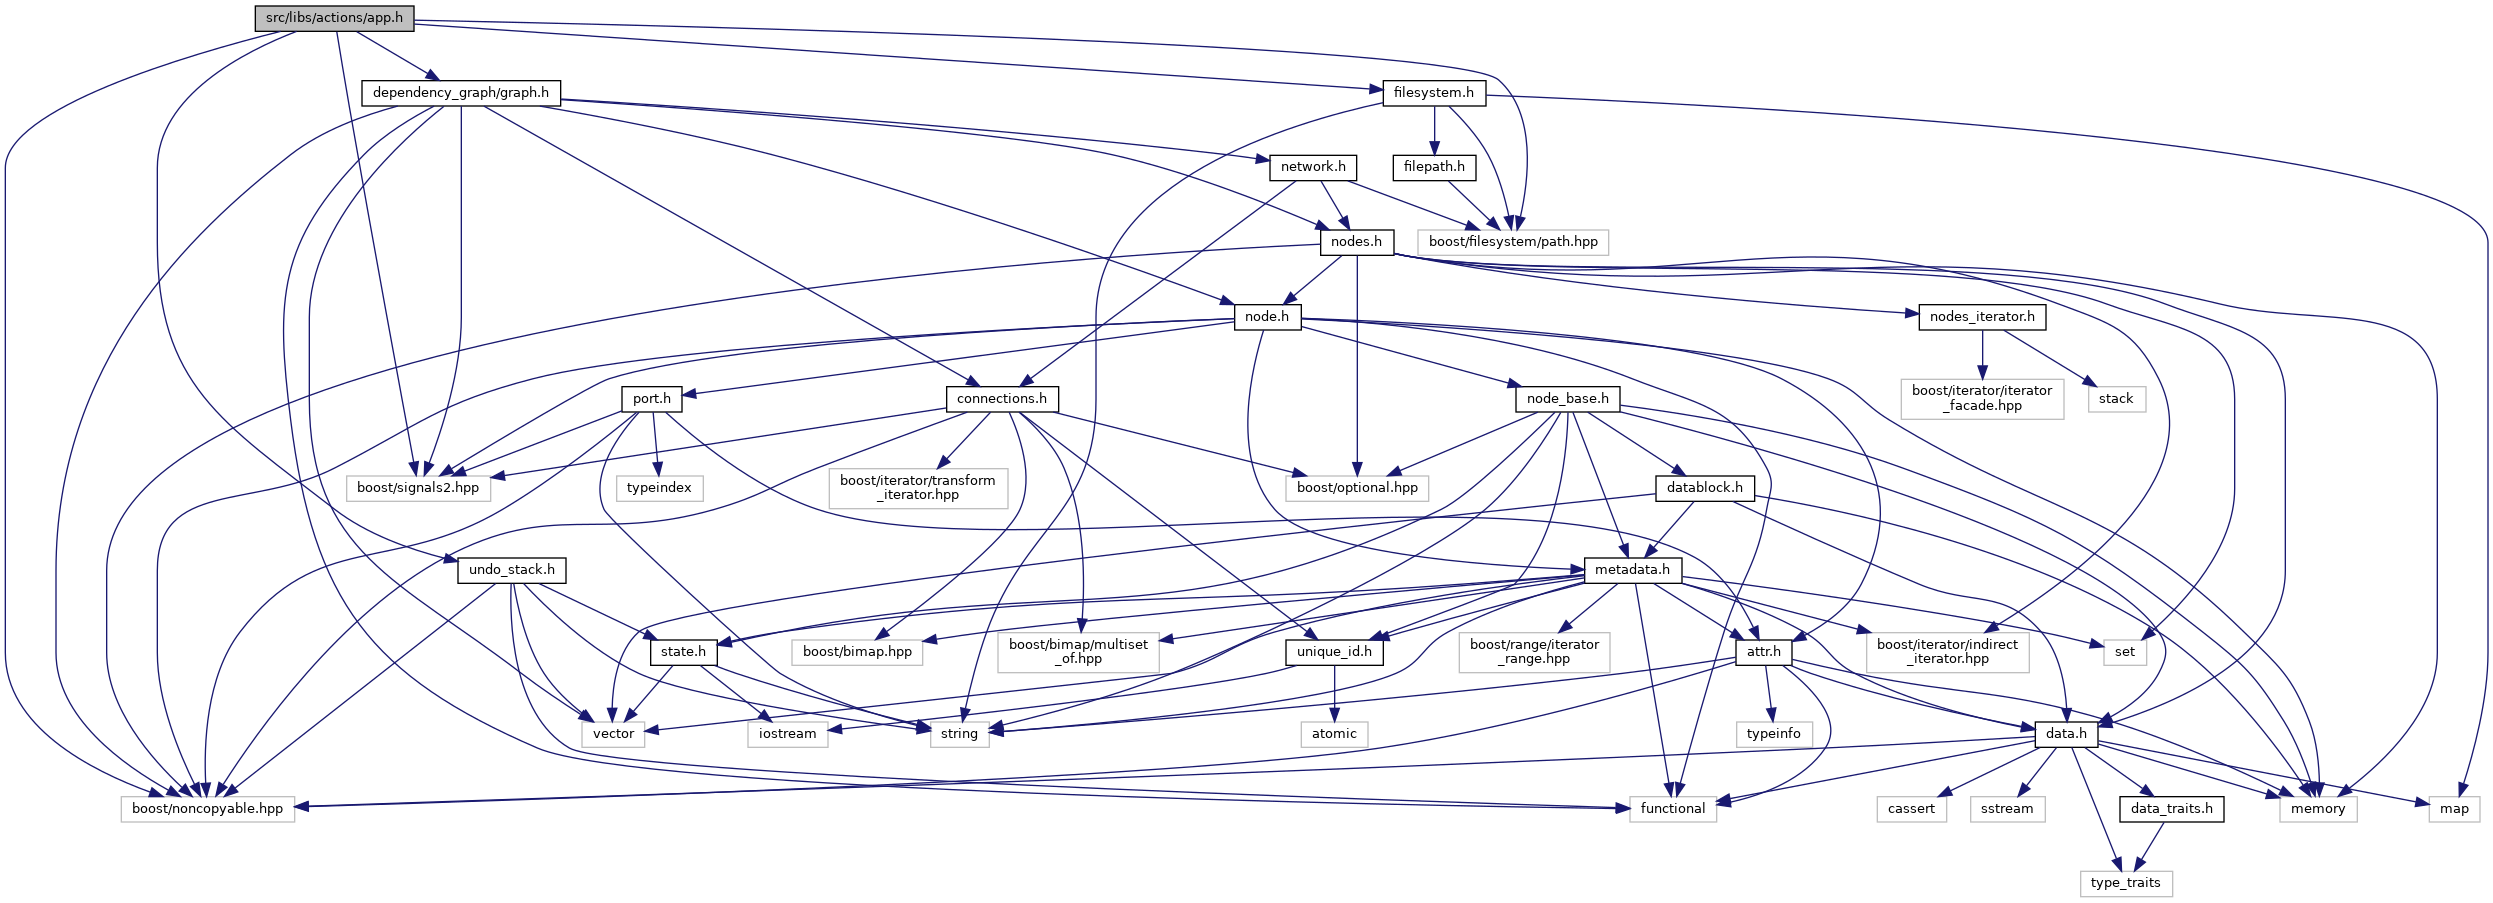 src/libs/actions/app.h
dependency_graph/graph.h
filesystem.h
network.h
filepath.h
nodes.h
boost/filesystem/path.hpp
node.h
nodes_iterator.h
port.h
connections.h
node_base.h
boost/iterator/iterator
_facade.hpp
stack
boost/signals2.hpp
typeindex
boost/iterator/transform
_iterator.hpp
boost/optional.hpp
datablock.h
undo_stack.h
metadata.h
state.h
boost/bimap.hpp
boost/bimap/multiset
_of.hpp
unique_id.h
boost/range/iterator
_range.hpp
attr.h
boost/iterator/indirect
_iterator.hpp
set
vector
iostream
string
atomic
typeinfo
data.h
boost/noncopyable.hpp
functional
cassert
sstream
data_traits.h
memory
map
type_traits